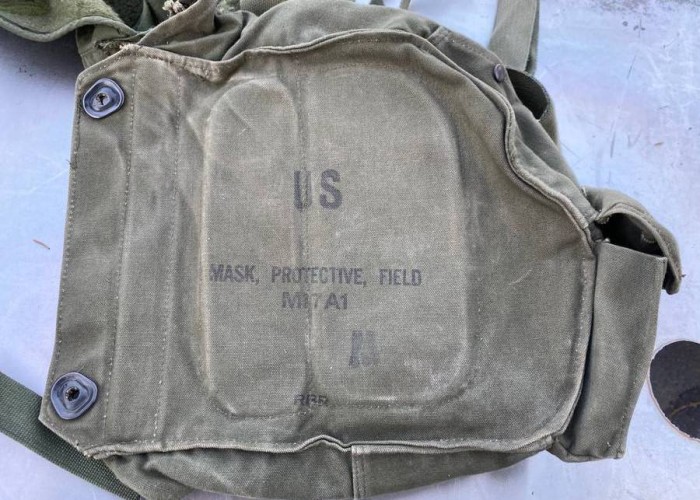 US
MASK, PROTECTIVE, FIELD
M17A1
RBR